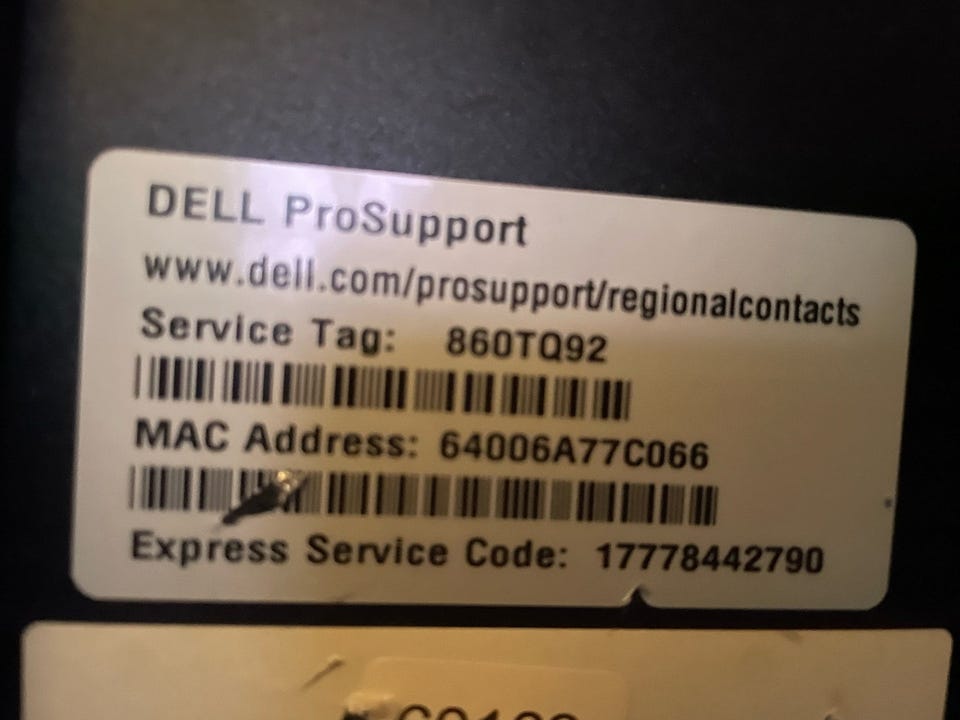 DELL ProSupport
www.dell.com/prosupport/regionalcontacts
Service Tag: 860TQ92
MAC Address: 64006A77C066
Express Service Code: 17778442790